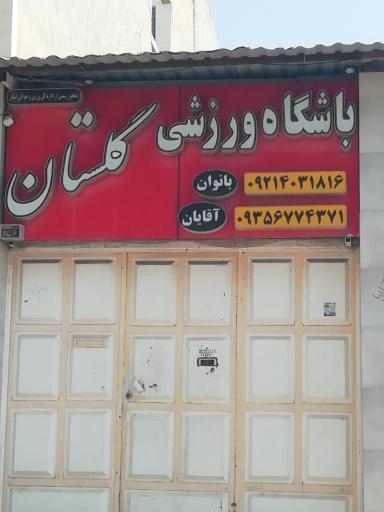 باشگاه ورزشی گلستان
بانوان ۰۹۲۱۴۰۳۱۸۱۶
آقایان ۰۹۳۵۶۷۷۴۳۷۱